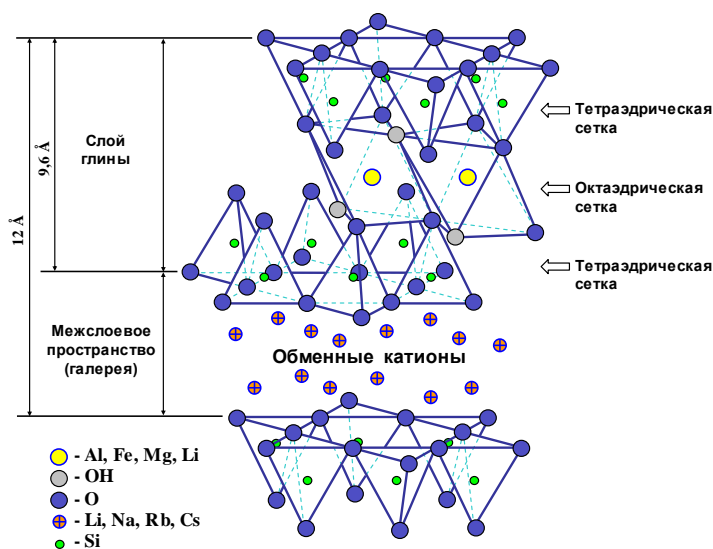 Слой
глины
9,6 Å
12 Å
Тетраэдрическая
сетка
Октаэдрическая
сетка
Тетраэдрическая
сетка
Межслоевое
пространство
(галерея)
Обменные катионы
- Al, Fe, Mg, Li
- OH
- O
- Li, Na, Rb, Cs
- Si